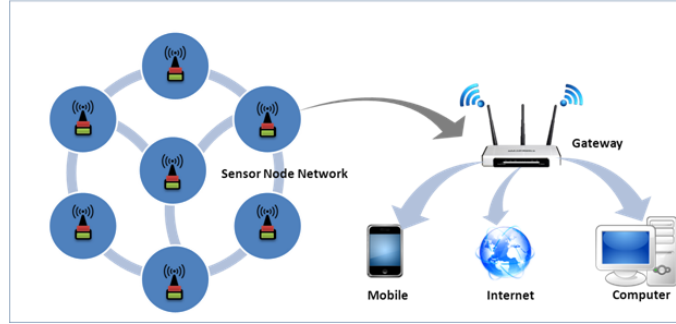 Sensor Node Network
Gateway
Mobile
Internet
Computer